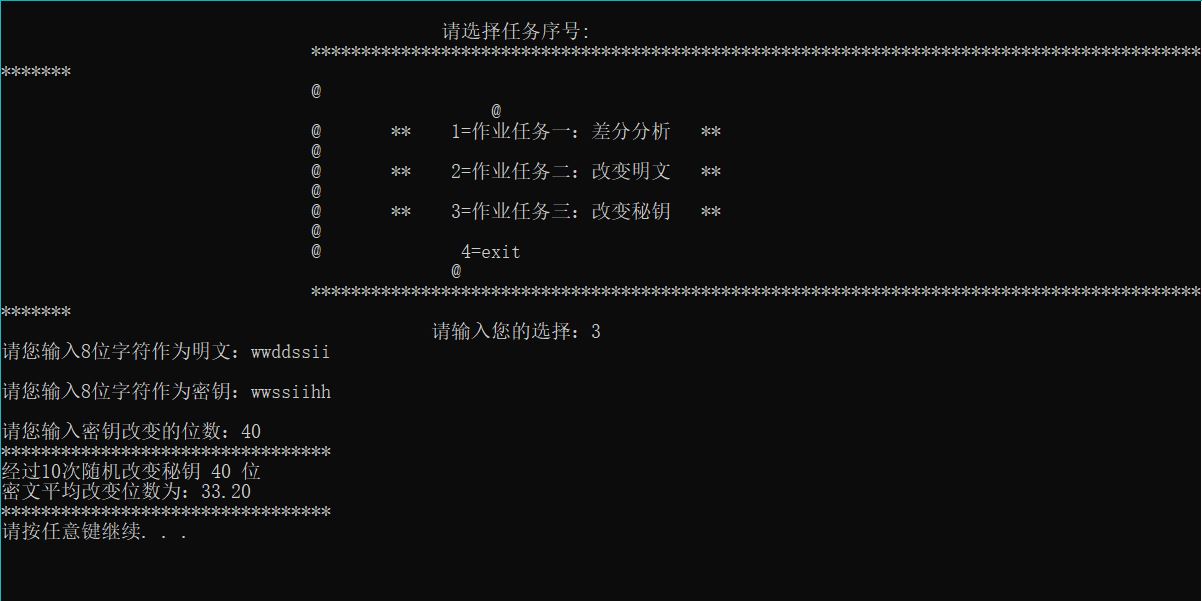 请选择任务序号:
*****************************************************************************************
*******
@
@
@ ** 1=作业任务一: 差分分析 **
@
@ ** 2=作业任务二: 改变明文 **
@
@ ** 3=作业任务三: 改变秘钥 **
@
@ 4=exit
@
*****************************************************************************************
*******
请输入您的选择: 3
请您输入8位字符作为明文: wwddssii
请您输入8位字符作为密钥: wwssiihh
请您输入密钥改变的位数: 40
*********************************
经过10次随机改变秘钥 40 位
密文平均改变位数为: 33.20
*********************************
请按任意键继续. . .